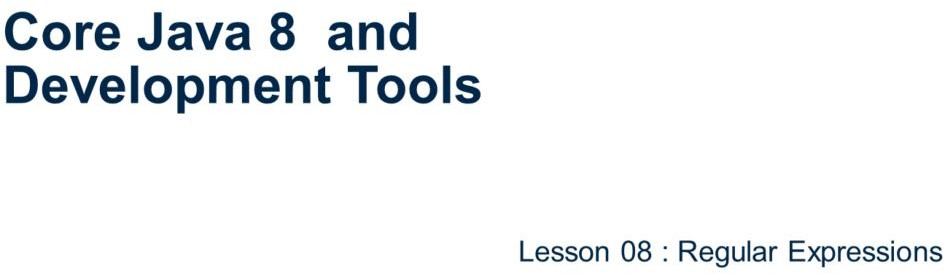 Core Java 8  and
Development Tools
Lesson 08 : Regular Expressions